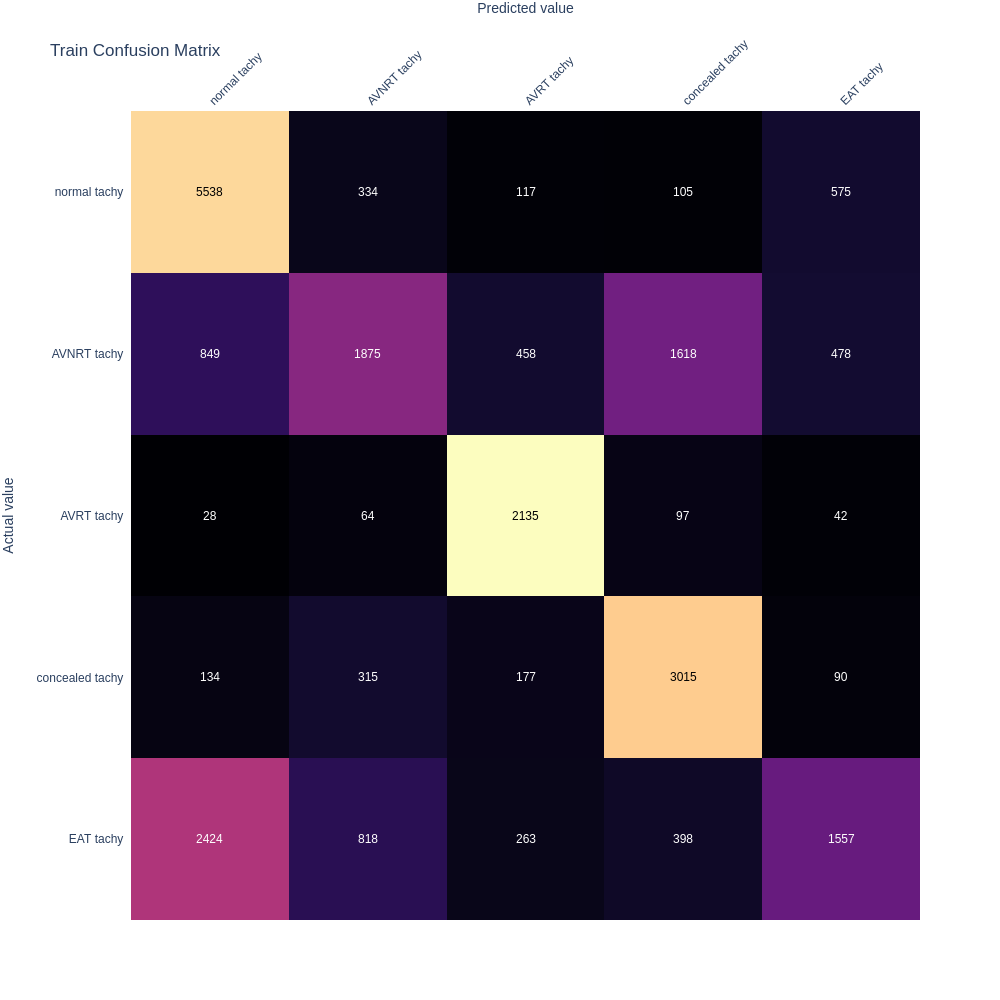 Predicted value
Train Confusion Matrix
normal tachy
AVNRT tachy
AVRT tachy
concealed tachy
EAT tachy
Actual value
normal tachy 5538 334 117 105 575
AVNRT tachy 849 1875 458 1618 478
AVRT tachy 28 64 2135 97 42
concealed tachy 134 315 177 3015 90
EAT tachy 2424 818 263 398 1557